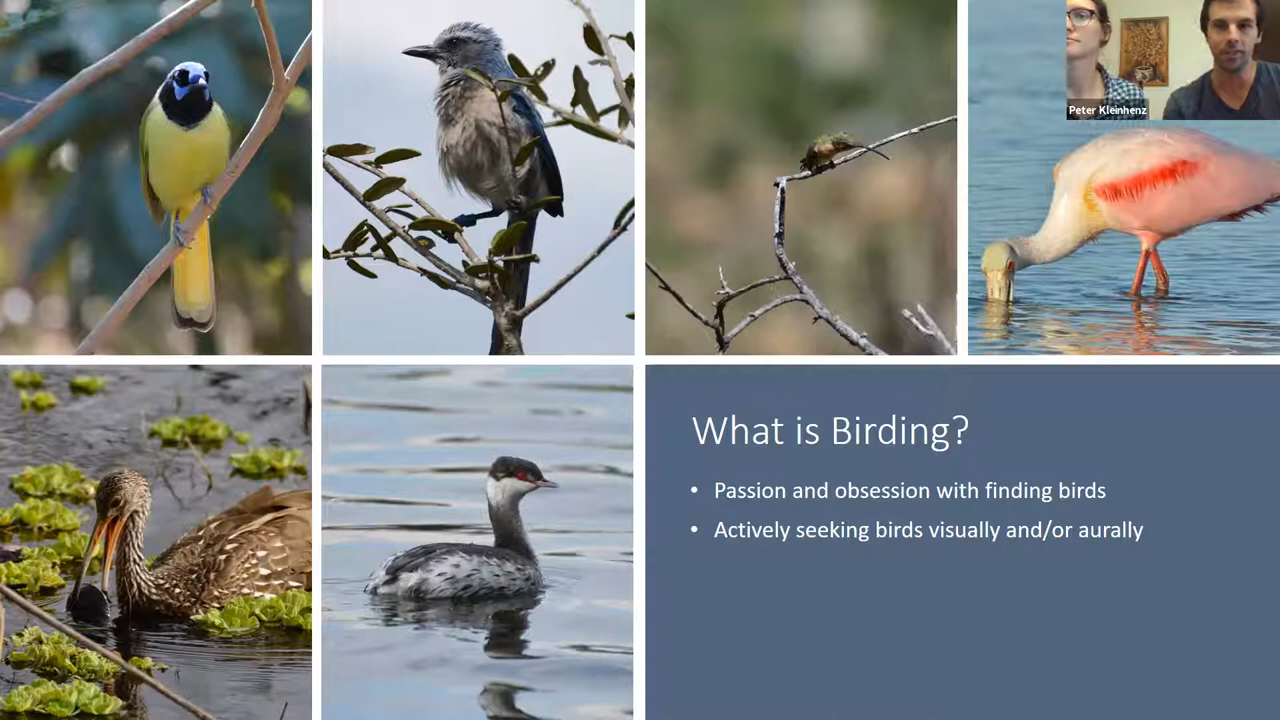 Peter Kleinhenz
What is Birding?
• Passion and obsession with finding birds
• Actively seeking birds visually and/or aurally